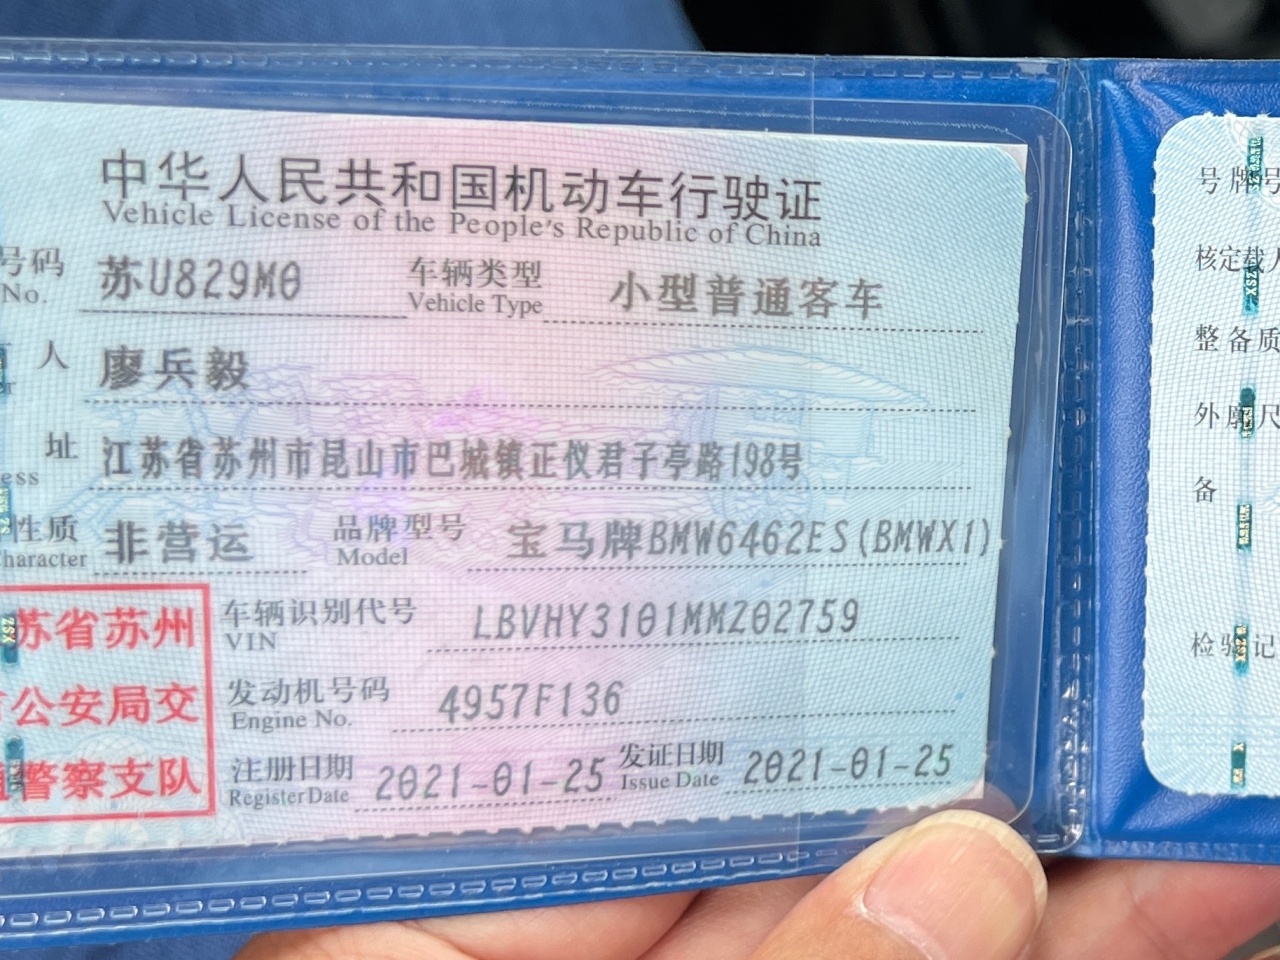 中华人民共和国机动车行驶证
Vehicle License of the People's Republic of China
号码 苏U829M0 车辆类型 小型普通客车
No. Vehicle Type
人 廖兵毅
址 江苏省苏州市昆山市巴城镇正仪君子亭路198号
ess
性质 非营运 品牌型号 宝马牌BMW6462ES(BMWX1)
haracter Model
苏省苏州
公安局交
警察支队
车辆识别代号 LBVHY3101MMZ02759
VIN
发动机号码 4957F136
Engine No.
注册日期 2021-01-25 发证日期 2021-01-25
Register Date Issue Date
号牌号
核定载人
整备质
外廓尺
备
检验记
XSZ